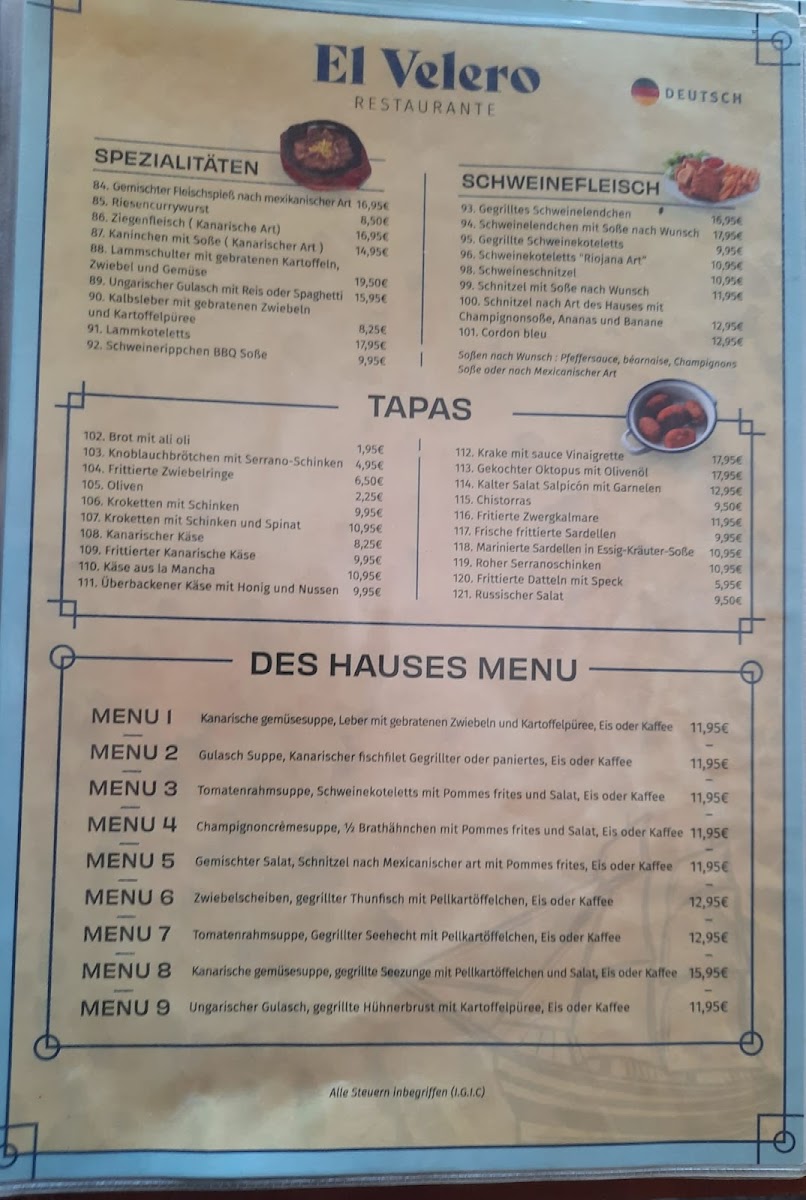 El Velero
RESTAURANTE
DEUTSCH
SPEZIALITÄTEN
84. Gemischter Fleischspieß nach mexikanischer Art 16,95€
85. Riesencurrywurst 8,50€
86. Ziegenfleisch ( Kanarische Art) 16,95€
87. Kaninchen mit Soße ( Kanarischer Art ) 14,95€
88. Lammschulter mit gebratenen Kartoffeln,
Zwiebel und Gemüse 19,50€
89. Ungarischer Gulasch mit Reis oder Spaghetti 15,95€
90. Kalbsleber mit gebratenen Zwiebeln
und Kartoffelpüree 8,25€
91. Lammkoteletts 17,95€
92. Schweinerippchen BBQ Soße 9,95€
SCHWEINEFLEISCH
93. Gegrilltes Schweinelendchen 16,95€
94. Schweinelendchen mit Soße nach Wunsch 17,95€
95. Gegrillte Schweinekoteletts 9,95€
96. Schweinekoteletts "Riojana Art" 10,95€
98. Schweineschnitzel 10,95€
99. Schnitzel mit Soße nach Wunsch 11,95€
100. Schnitzel nach Art des Hauses mit
Champignonsoße, Ananas und Banane 12,95€
101. Cordon bleu 12,95€
Soßen nach Wunsch : Pfeffersauce, béarnaise, Champignons
Soße oder nach Mexicanischer Art
TAPAS
102. Brot mit ali oli 1,95€
103. Knoblauchbrötchen mit Serrano-Schinken 4,95€
104. Frittierte Zwiebelringe 6,50€
105. Oliven 2,25€
106. Kroketten mit Schinken 9,95€
107. Kroketten mit Schinken und Spinat 10,95€
108. Kanarischer Käse 8,25€
109. Frittierter Kanarische Käse 9,95€
110. Käse aus la Mancha 10,95€
111. Überbackener Käse mit Honig und Nussen 9,95€
112. Krake mit sauce Vinaigrette 17,95€
113. Gekochter Oktopus mit Olivenöl 17,95€
114. Kalter Salat Salpicón mit Garnelen 12,95€
115. Chistorras 9,50€
116. Fritierte Zwergkalmare 11,95€
117. Frische frittierte Sardellen 9,95€
118. Marinierte Sardellen in Essig-Kräuter-Soße 10,95€
119. Roher Serranoschinken 10,95€
120. Frittierte Datteln mit Speck 5,95€
121. Russischer Salat 9,50€
DES HAUSES MENU
MENU 1 Kanarische gemüsesuppe, Leber mit gebratenen Zwiebeln und Kartoffelpüree, Eis oder Kaffee 11,95€
MENU 2 Gulasch Suppe, Kanarischer fischfilet Gegrillter oder paniertes, Eis oder Kaffee 11,95€
MENU 3 Tomatenrahmsuppe, Schweinekoteletts mit Pommes frites und Salat, Eis oder Kaffee 11,95€
MENU 4 Champignoncrèmesuppe, ½ Brathähnchen mit Pommes frites und Salat, Eis oder Kaffee 11,95€
MENU 5 Gemischter Salat, Schnitzel nach Mexicanischer art mit Pommes frites, Eis oder Kaffee 11,95€
MENU 6 Zwiebelscheiben, gegrillter Thunfisch mit Pellkartöffelchen, Eis oder Kaffee 12,95€
MENU 7 Tomatenrahmsuppe, Gegrillter Seehecht mit Pellkartöffelchen, Eis oder Kaffee 12,95€
MENU 8 Kanarische gemüsesuppe, gegrillte Seezunge mit Pellkartöffelchen und Salat, Eis oder Kaffee 15,95€
MENU 9 Ungarischer Gulasch, gegrillte Hühnerbrust mit Kartoffelpüree, Eis oder Kaffee 11,95€
Alle Steuern inbegriffen (I.G.I.C)